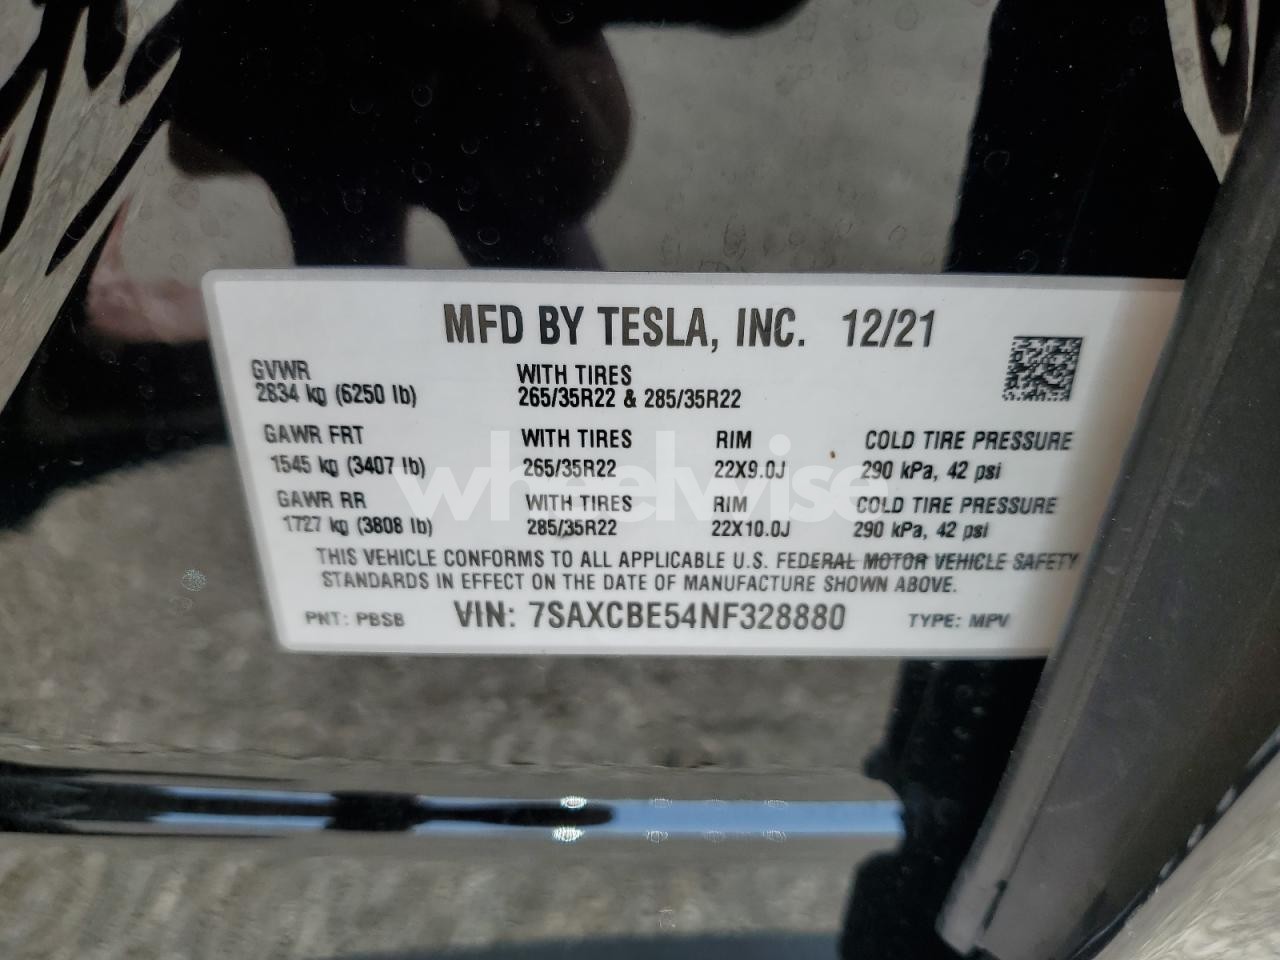 MFD BY TESLA, INC. 12/21
GVWR WITH TIRES
2834 kg (6250 lb) 265/35R22 & 285/35R22
GAWR FRT WITH TIRES RIM COLD TIRE PRESSURE
1545 kg (3407 lb) 265/35R22 22X9.0J 290 kPa, 42 psi
GAWR RR WITH TIRES RIM COLD TIRE PRESSURE
1727 kg (3808 lb) 285/35R22 22X10.0J 290 kPa, 42 psi
THIS VEHICLE CONFORMS TO ALL APPLICABLE U.S. FEDERAL MOTOR VEHICLE SAFETY
STANDARDS IN EFFECT ON THE DATE OF MANUFACTURE SHOWN ABOVE.
PNT: PBSB VIN: 7SAXCBE54NF328880 TYPE: MPV
wheelwise